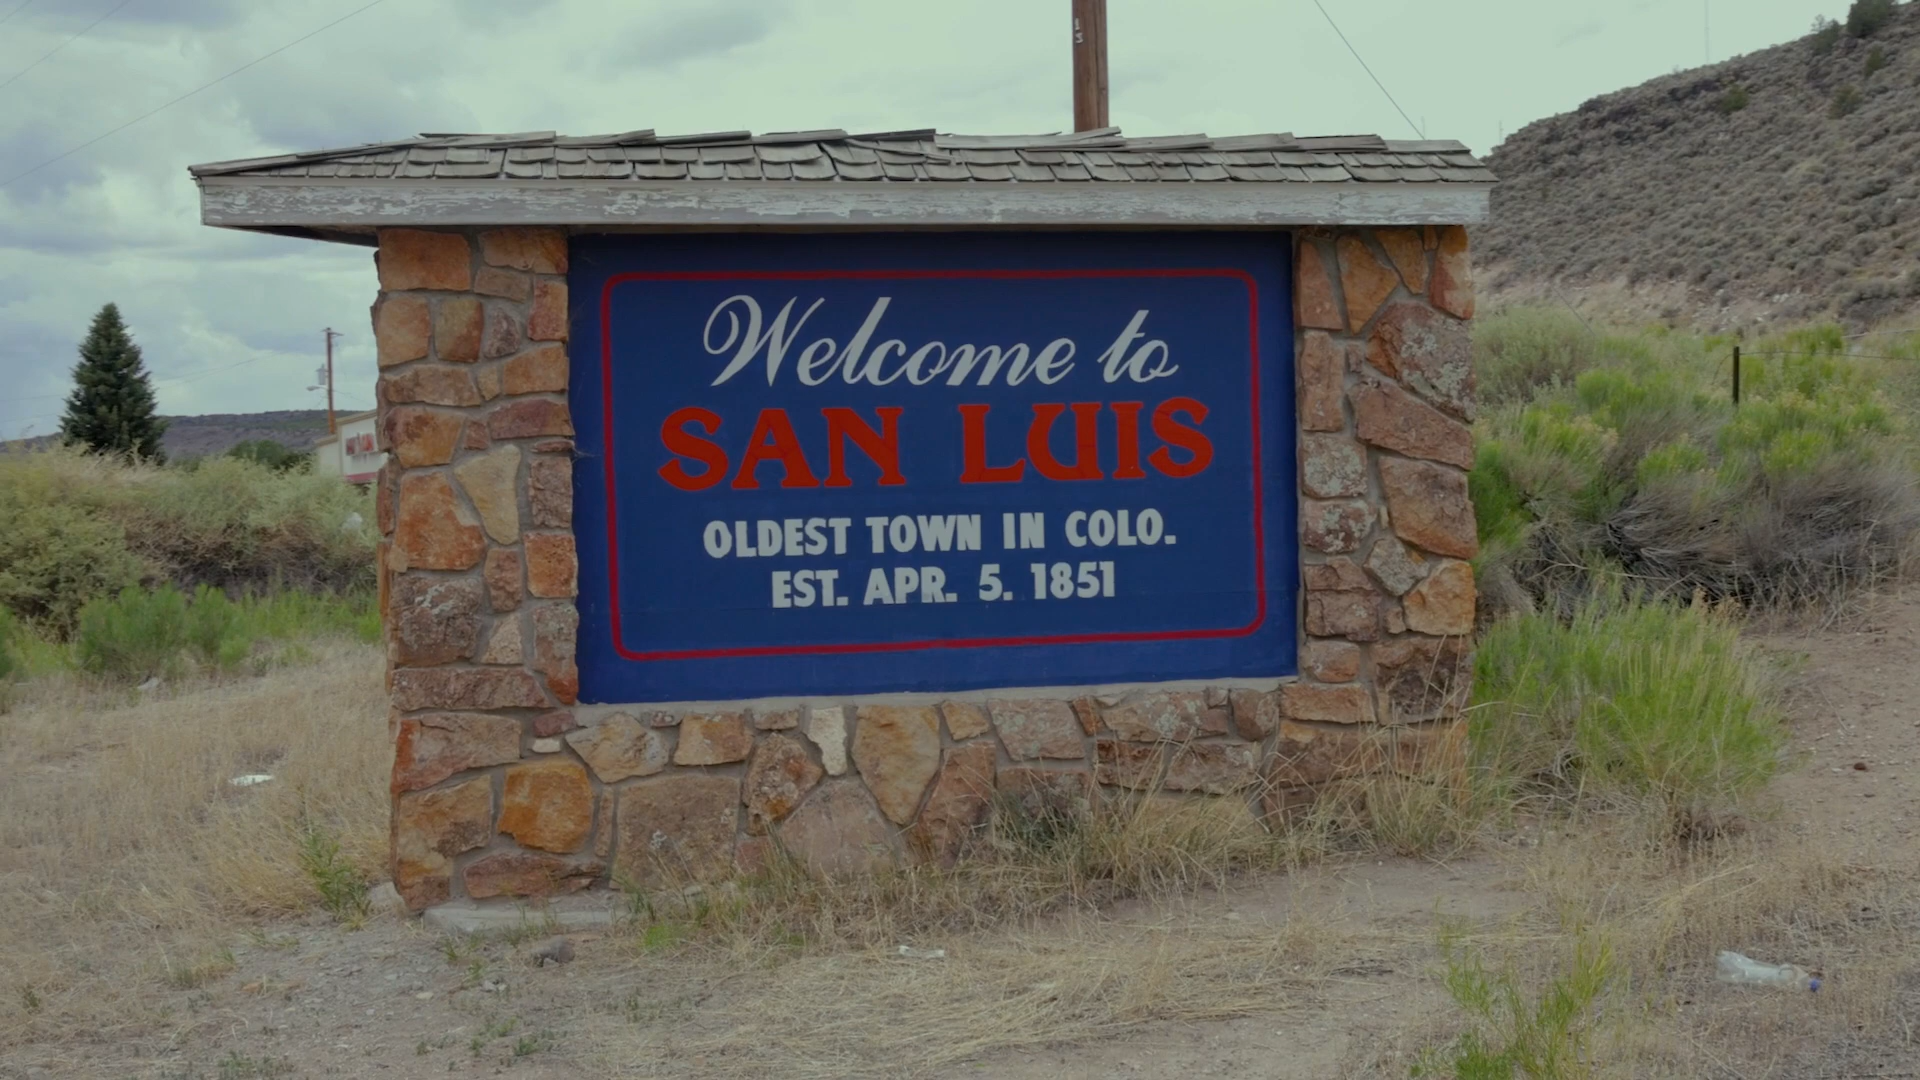 Welcome to
SAN LUIS
OLDEST TOWN IN COLO.
EST. APR. 5. 1851